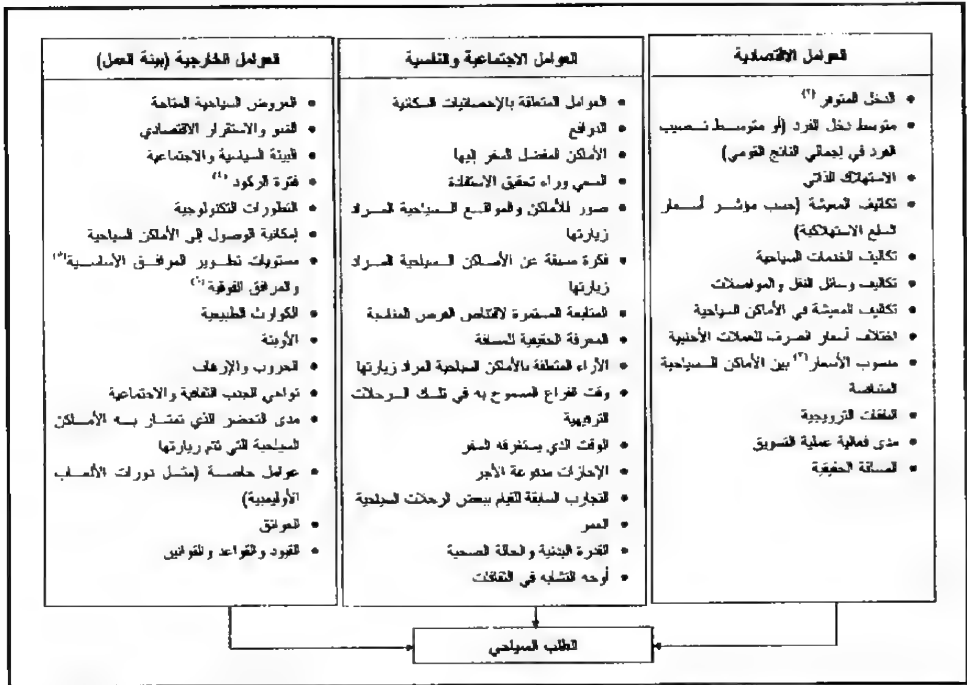 العوامل الاقتصادية
الدخل المتوفر (٢)
متوسط دخل الفرد (أو متوسط نصيب
الفرد في إجمالي الناتج القومي)
الاستهلاك الذاتي
تكاليف المعيشة (حسب مؤشر أسعار
السلع الاستهلاكية)
تكاليف الخدمات السياحية
تكاليف وسائل النقل والمواصلات
تكاليف المعيشة في الأماكن السياحية
اختلاف أسعار الصرف للعملات الأجنبية
منسوب الأسعار(٣) بين الأماكن السياحية
المتنافسة
النفقات الترويجية
مدى فعالية عملية التسويق
المسافة الحقيقية
العوامل الاجتماعية والنفسية
العوامل المتعلقة بالإحصائيات السكانية
الدوافع
الأماكن المفضل السفر إليها
السعي وراء تحقيق الاستفادة
صور للأماكن والمواقع السياحية المراد
زيارتها
فكرة مسبقة عن الأماكن السياحية المراد
زيارتها
المتابعة المستمرة لاقتناص الفرص المناسبة
المعرفة الحقيقية للمسافة
الآراء المتعلقة بالأماكن السياحية المراد زيارتها
وقت الفراغ المسموح به في تلك الرحلات
الترفيهية
الوقت الذي يستغرقه السفر
الإجازات مدفوعة الأجر
التجارب السابقة للقيام ببعض الرحلات السياحية
العمر
القدرة البدنية والحالة الصحية
أوجه التشابه في الثقافات
العوامل الخارجية (بيئة العمل)
العروض السياحية المتاحة
النمو والاستقرار الاقتصادي
البيئة السياسية والاجتماعية
فترة الركود (٤)
التطورات التكنولوجية
إمكانية الوصول إلى الأماكن السياحية
مستويات تطوير المرافق الأساسية(٥)
والمرافق الفوقية(٦)
الكوارث الطبيعية
الأوبئة
الحروب والإرهاب
نواحي الجذب الثقافية والاجتماعية
مدى التحضر الذي تمتاز به الأماكن
السياحية التي تتم زيارتها
عوامل خاصة (مثل دورات الألعاب
الأوليمبية)
العوائق
القيود والقواعد والقوانين
الطلب السياحي